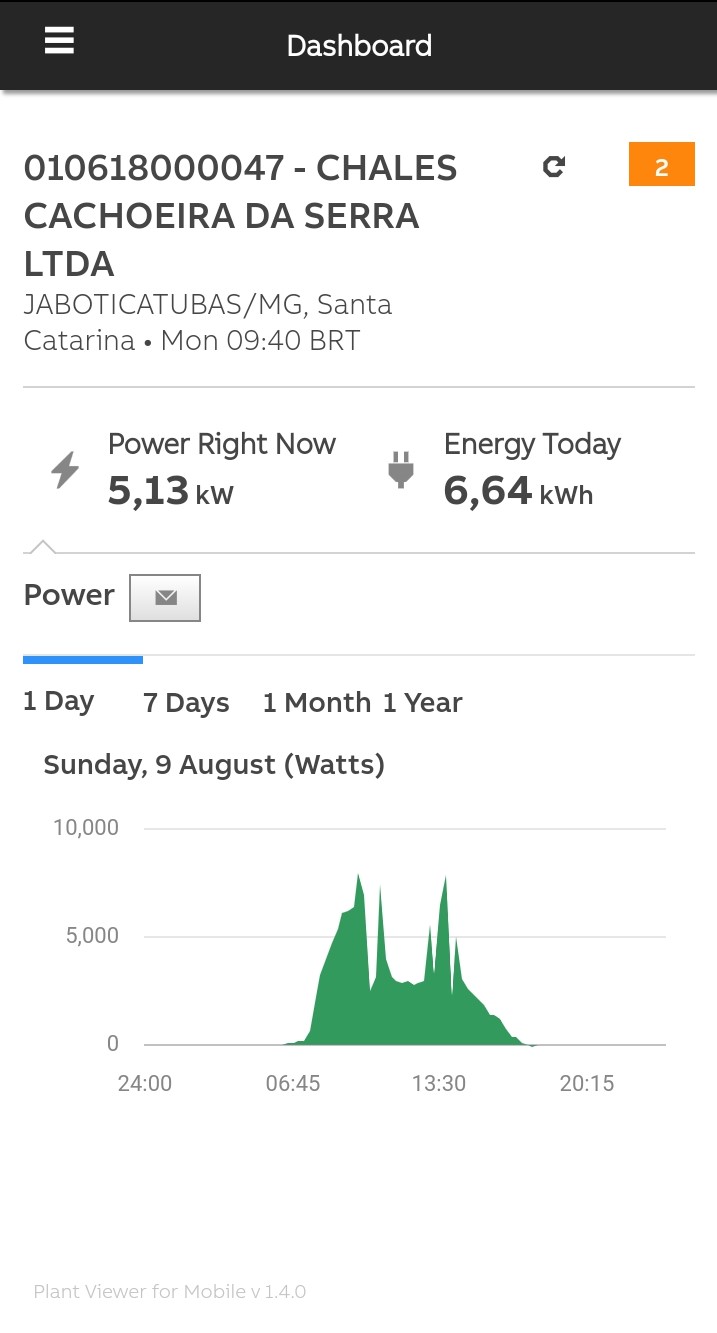 Dashboard
010618000047 - CHALES
CACHOEIRA DA SERRA
LTDA
2
JABOTICATUBAS/MG, Santa
Catarina • Mon 09:40 BRT
Power Right Now
5,13 kW
Energy Today
6,64 kWh
Power
1 Day 7 Days 1 Month 1 Year
Sunday, 9 August (Watts)
10,000
5,000
0
24:00 06:45 13:30 20:15
Plant Viewer for Mobile v 1.4.0